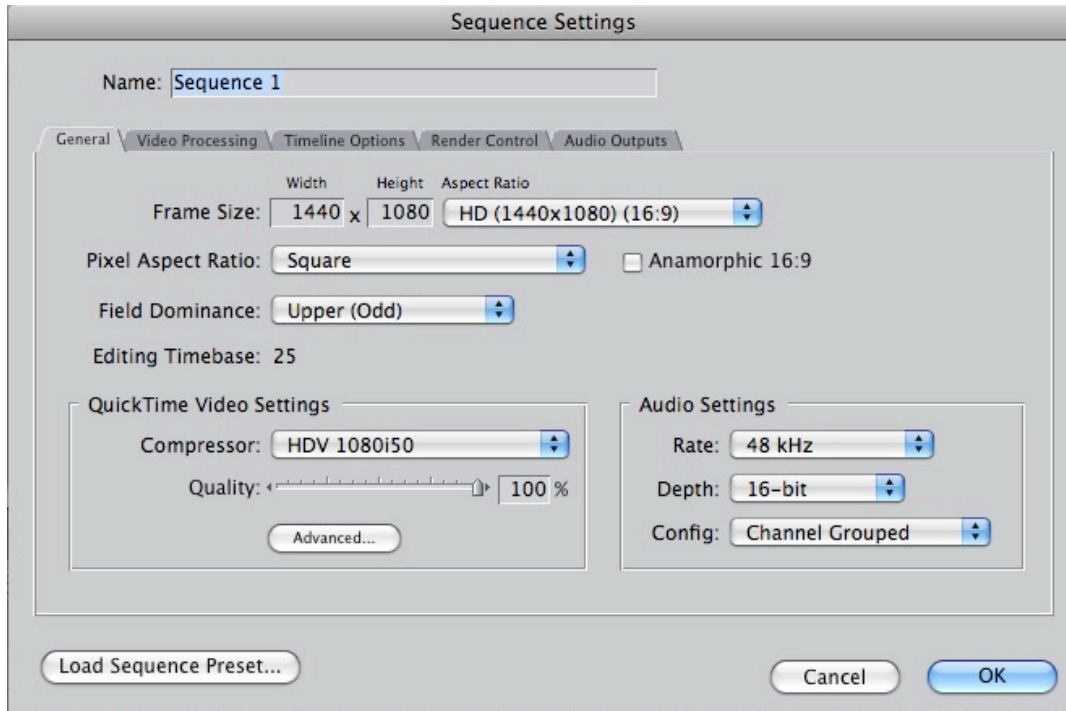 Sequence Settings
Name: Sequence 1
General Video Processing Timeline Options Render Control Audio Outputs
Width Height Aspect Ratio
Frame Size: 1440 x 1080 HD (1440x1080) (16:9)
Pixel Aspect Ratio: Square Anamorphic 16:9
Field Dominance: Upper (Odd)
Editing Timebase: 25
QuickTime Video Settings
Compressor: HDV 1080i50
Quality: 100 %
Advanced...
Audio Settings
Rate: 48 kHz
Depth: 16-bit
Config: Channel Grouped
Load Sequence Preset...
Cancel OK